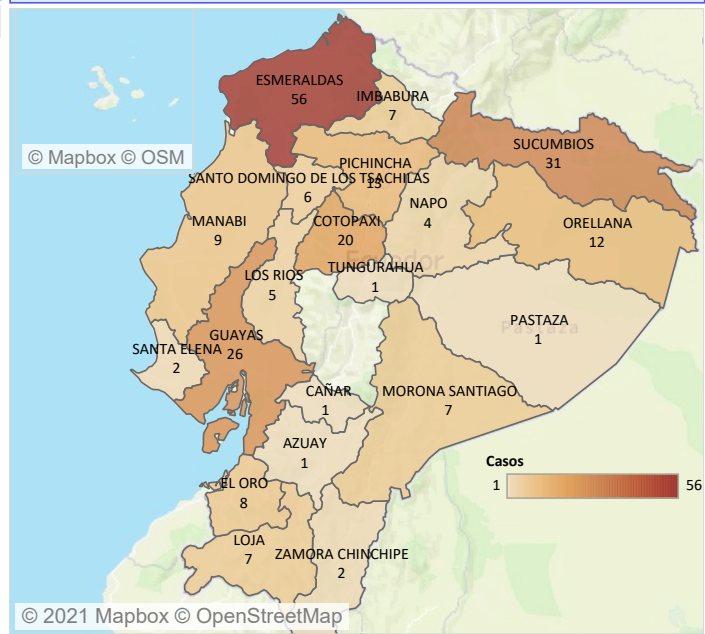 ESMERALDAS
56
IMBABURA
7
SUCUMBIOS
31
© Mapbox © OSM
PICHINCHA
13
SANTO DOMINGO DE LOS TSACHILAS
6
NAPO
4
MANABI
9
COTOPAXI
20
ORELLANA
12
Ecuador
TUNGURAHUA
1
LOS RIOS
5
PASTAZA
1
Pastaza
GUAYAS
26
SANTA ELENA
2
CAÑAR
1
MORONA SANTIAGO
7
AZUAY
1
Casos
1 56
EL ORO
8
LOJA
7
ZAMORA CHINCHIPE
2
© 2021 Mapbox © OpenStreetMap